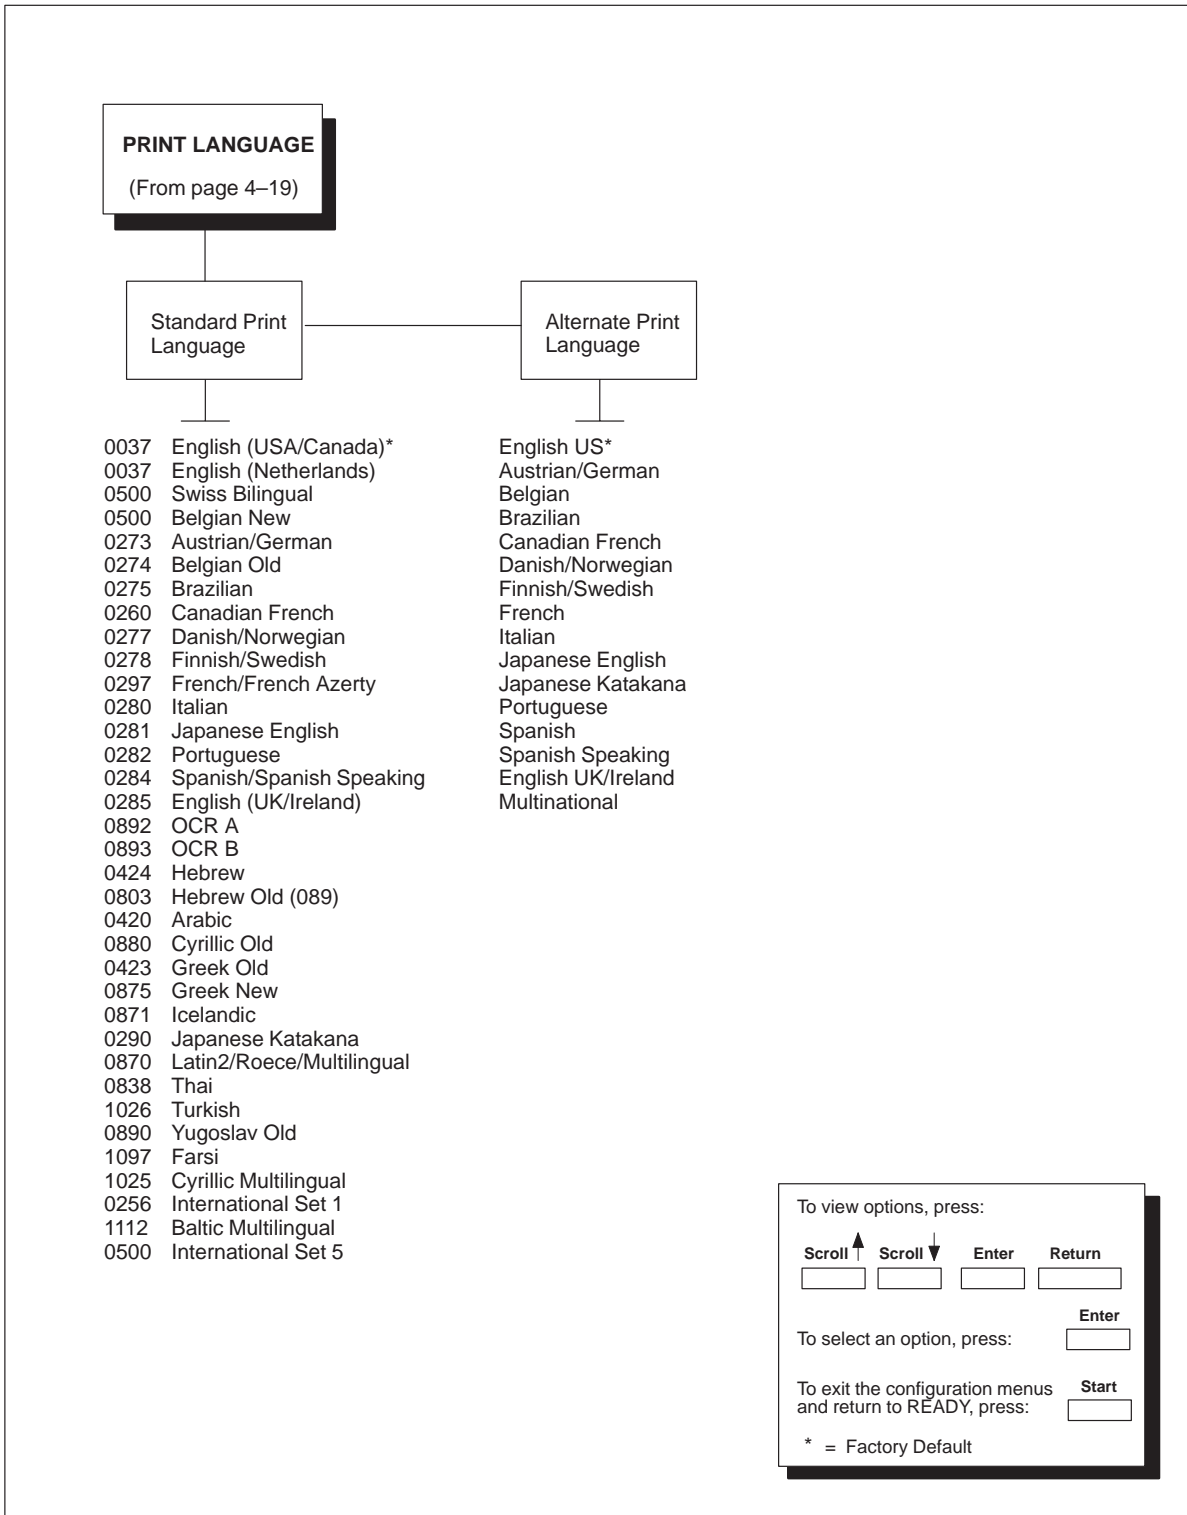 PRINT LANGUAGE
(From page 4–19)
Standard Print
Language
Alternate Print
Language
0037 English (USA/Canada)*
0037 English (Netherlands)
0500 Swiss Bilingual
0500 Belgian New
0273 Austrian/German
0274 Belgian Old
0275 Brazilian
0260 Canadian French
0277 Danish/Norwegian
0278 Finnish/Swedish
0297 French/French Azerty
0280 Italian
0281 Japanese English
0282 Portuguese
0284 Spanish/Spanish Speaking
0285 English (UK/Ireland)
0892 OCR A
0893 OCR B
0424 Hebrew
0803 Hebrew Old (089)
0420 Arabic
0880 Cyrillic Old
0423 Greek Old
0875 Greek New
0871 Icelandic
0290 Japanese Katakana
0870 Latin2/Roece/Multilingual
0838 Thai
1026 Turkish
0890 Yugoslav Old
1097 Farsi
1025 Cyrillic Multilingual
0256 International Set 1
1112 Baltic Multilingual
0500 International Set 5
English US*
Austrian/German
Belgian
Brazilian
Canadian French
Danish/Norwegian
Finnish/Swedish
French
Italian
Japanese English
Japanese Katakana
Portuguese
Spanish
Spanish Speaking
English UK/Ireland
Multinational
To view options, press:
Scroll Scroll Enter Return
Enter
To select an option, press:
To exit the configuration menus Start
and return to READY, press:
* = Factory Default